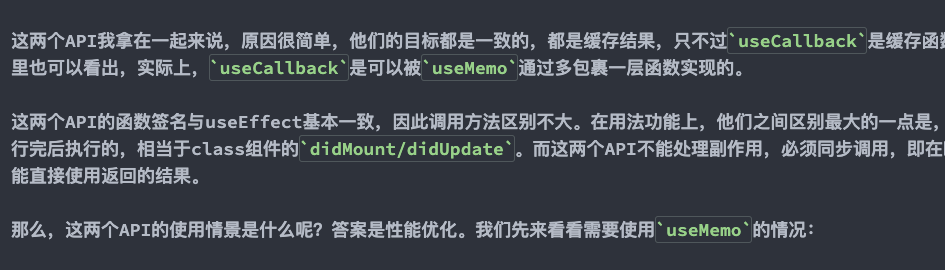 这两个API我拿在一起来说，原因很简单，他们的目标都是一致的，都是缓存结果，只不过`useCallback`是缓存函
里也可以看出，实际上，`useCallback`是可以被`useMemo`通过多包裹一层函数实现的。
这两个API的函数签名与useEffect基本一致，因此调用方法区别不大。在用法功能上，他们之间区别最大的一点是，
行完后执行的，相当于class组件的`didMount/didUpdate`。而这两个API不能处理副作用，必须同步调用，即在
能直接使用返回的结果。
那么，这两个API的使用情景是什么呢？答案是性能优化。我们先来看看需要使用`useMemo`的情况：